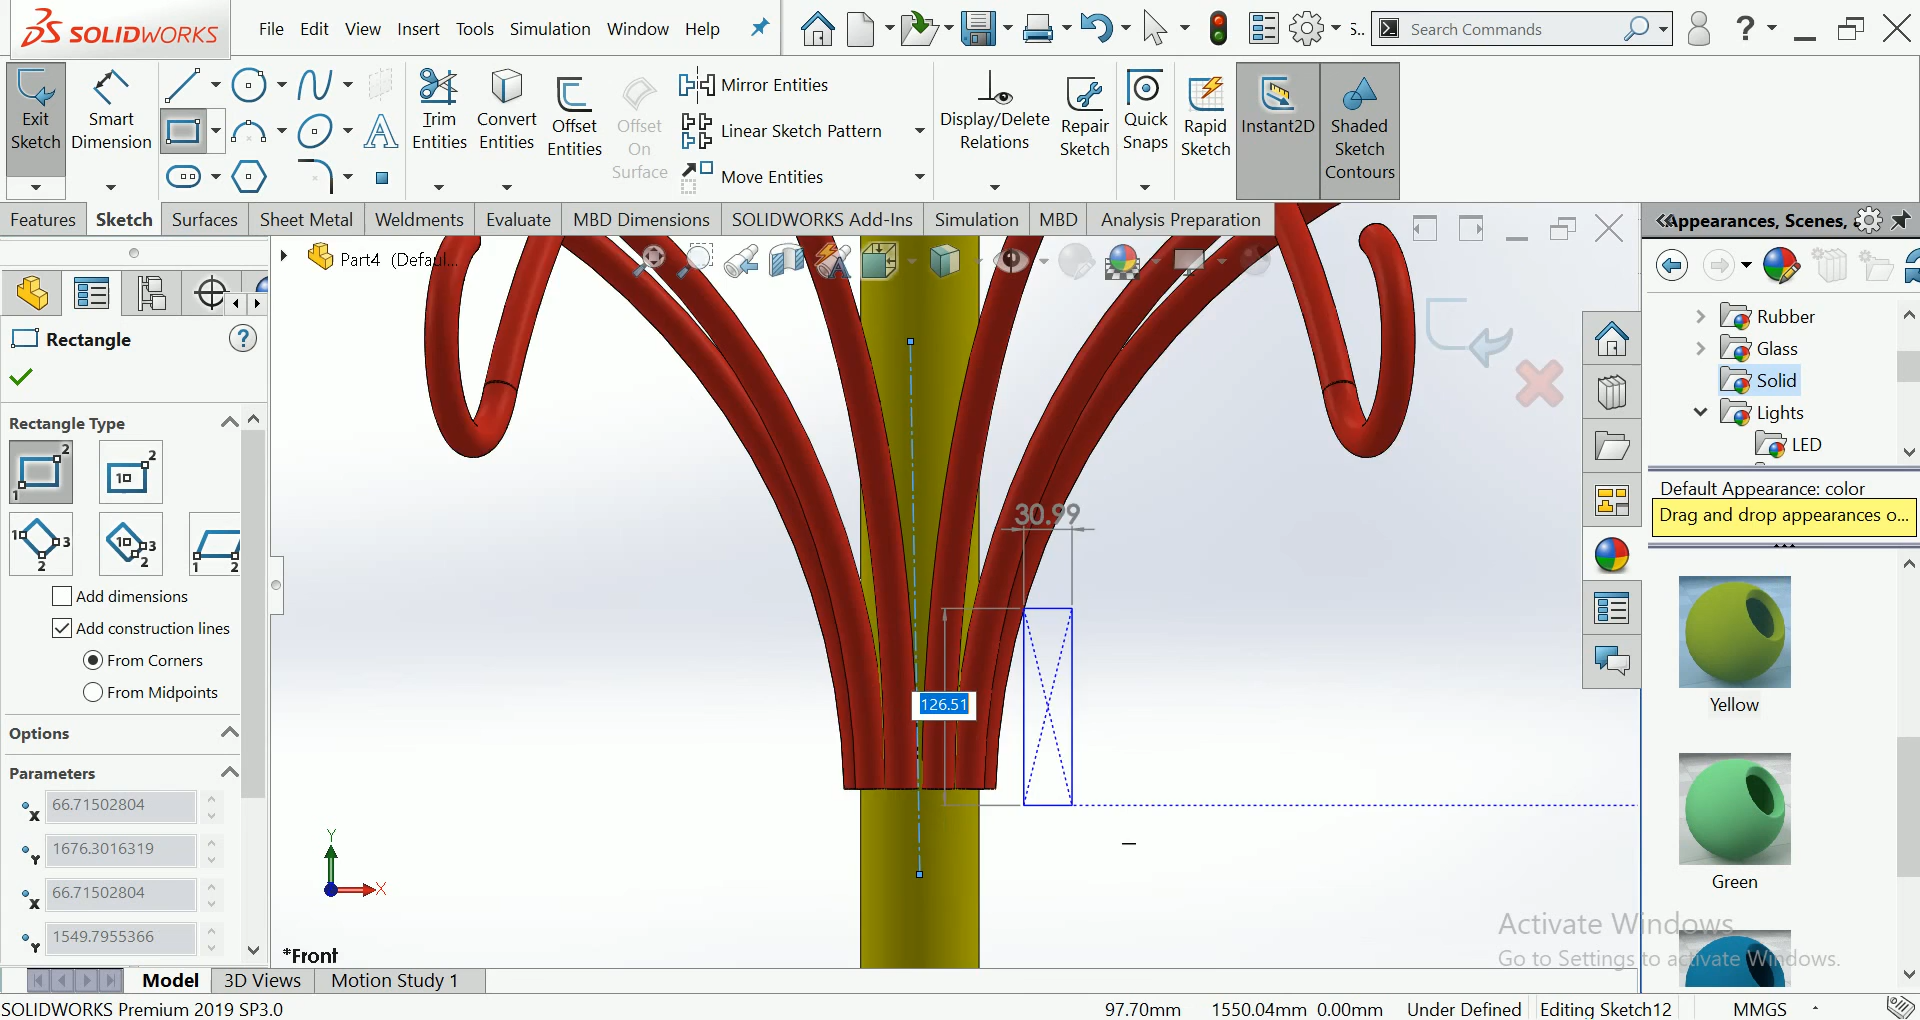 SOLIDWORKS
File Edit View Insert Tools Simulation Window Help
S.. Search Commands
Exit Sketch
Smart Dimension
Trim Entities
Convert Entities
Offset Entities
Offset On Surface
Mirror Entities
Linear Sketch Pattern
Move Entities
Display/Delete Relations
Repair Sketch
Quick Snaps
Rapid Sketch
Instant2D
Shaded Sketch Contours
Features Sketch Surfaces Sheet Metal Weldments Evaluate MBD Dimensions SOLIDWORKS Add-Ins Simulation MBD Analysis Preparation
Part4 (Defaul...
Rectangle
Rectangle Type
Add dimensions
Add construction lines
From Corners
From Midpoints
Options
Parameters
66.71502804
1676.3016319
66.71502804
1549.7955366
30.99
126.51
Y
X
*Front
Appearances, Scenes,
Rubber
Glass
Solid
Lights
LED
Default Appearance: color
Drag and drop appearances o...
Yellow
Green
Activate Windows
Go to Settings to activate Windows.
Model 3D Views Motion Study 1
SOLIDWORKS Premium 2019 SP3.0
97.70mm 1550.04mm 0.00mm Under Defined Editing Sketch12 MMGS